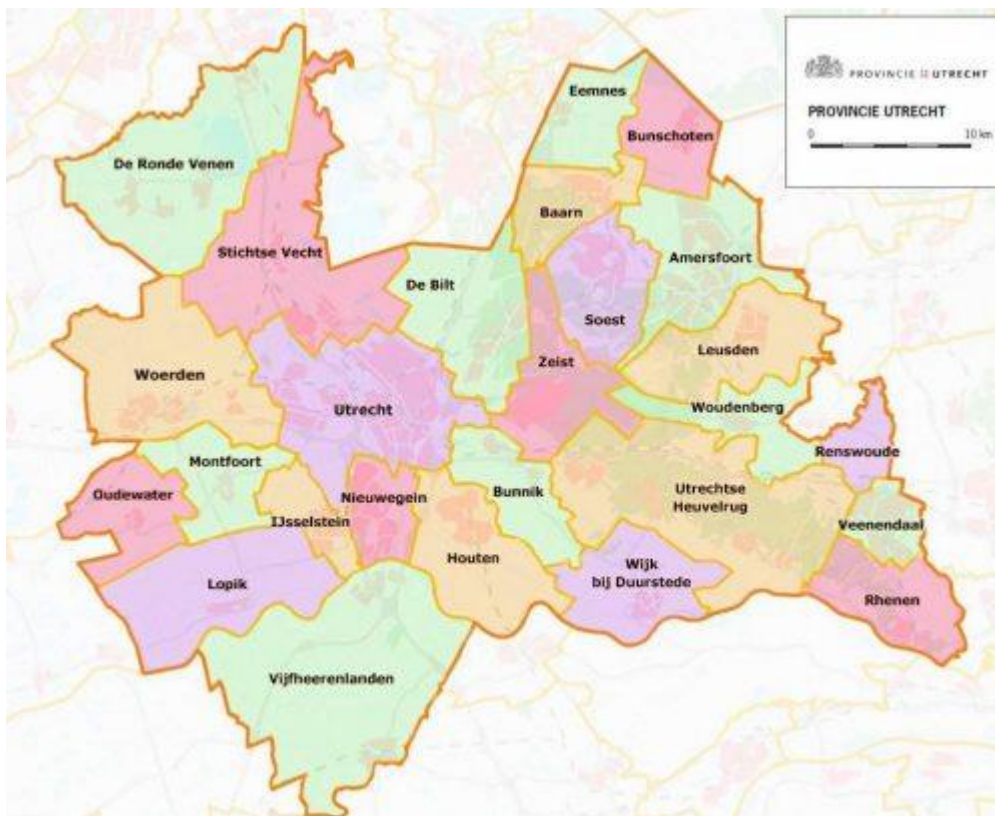 PROVINCIE UTRECHT
PROVINCIE UTRECHT
0 10 km
Eemnes
Bunschoten
De Ronde Venen
Baarn
Stichtse Vecht
Amersfoort
De Bilt
Soest
Leusden
Zeist
Woerden
Utrecht
Woudenberg
Renswoude
Montfoort
Oudewater
Nieuwegein
Bunnik
Utrechtse
Heuvelrug
IJsselstein
Veenendaal
Houten
Wijk
bij Duurstede
Lopik
Rhenen
Vijfheerenlanden